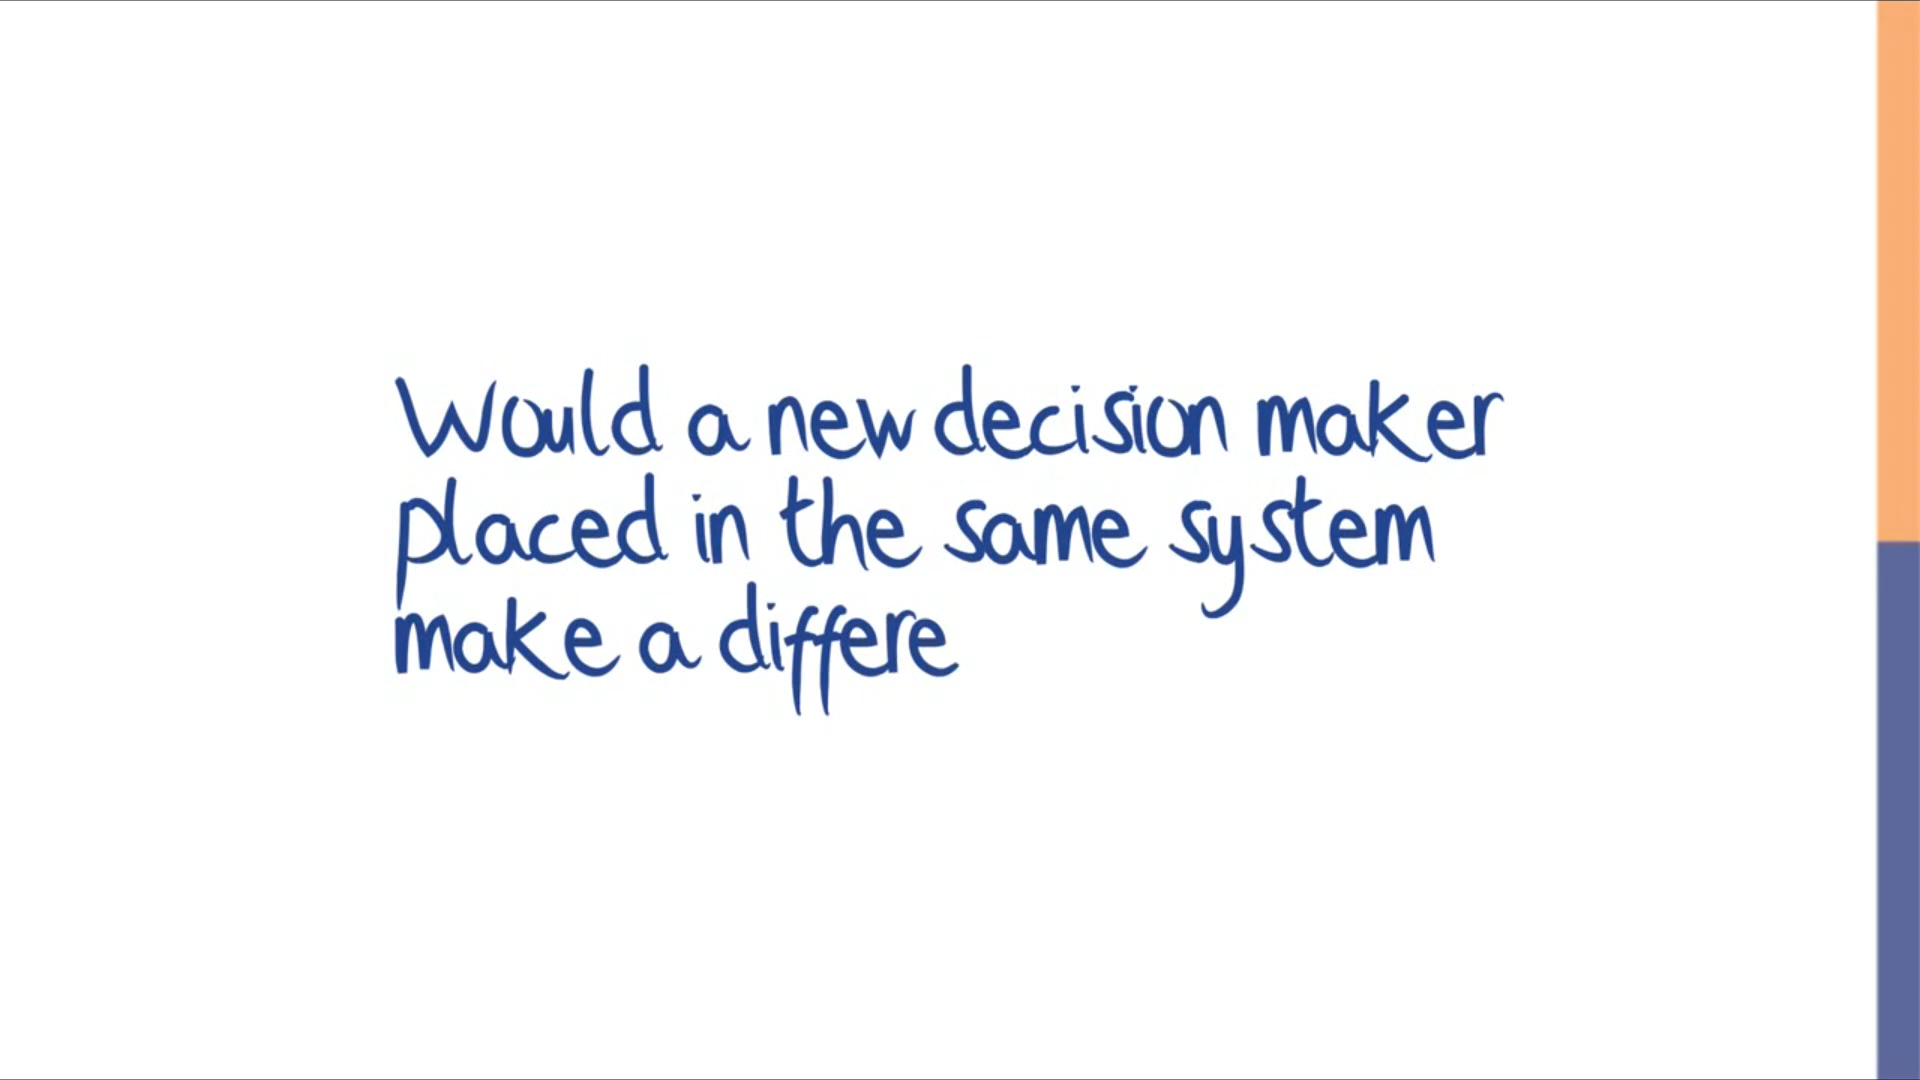 Would a new decision maker
placed in the same system
make a differe